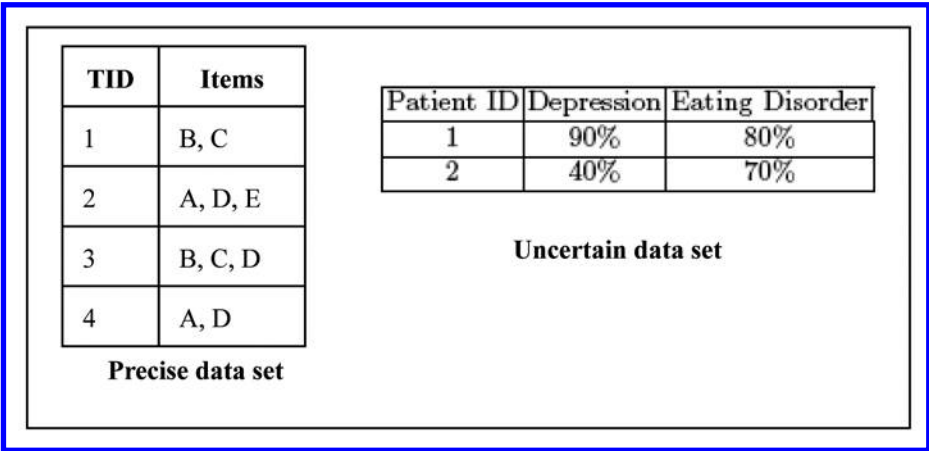 TID Items
1 B, C
2 A, D, E
3 B, C, D
4 A, D
Precise data set
Patient ID Depression Eating Disorder
1 90% 80%
2 40% 70%
Uncertain data set